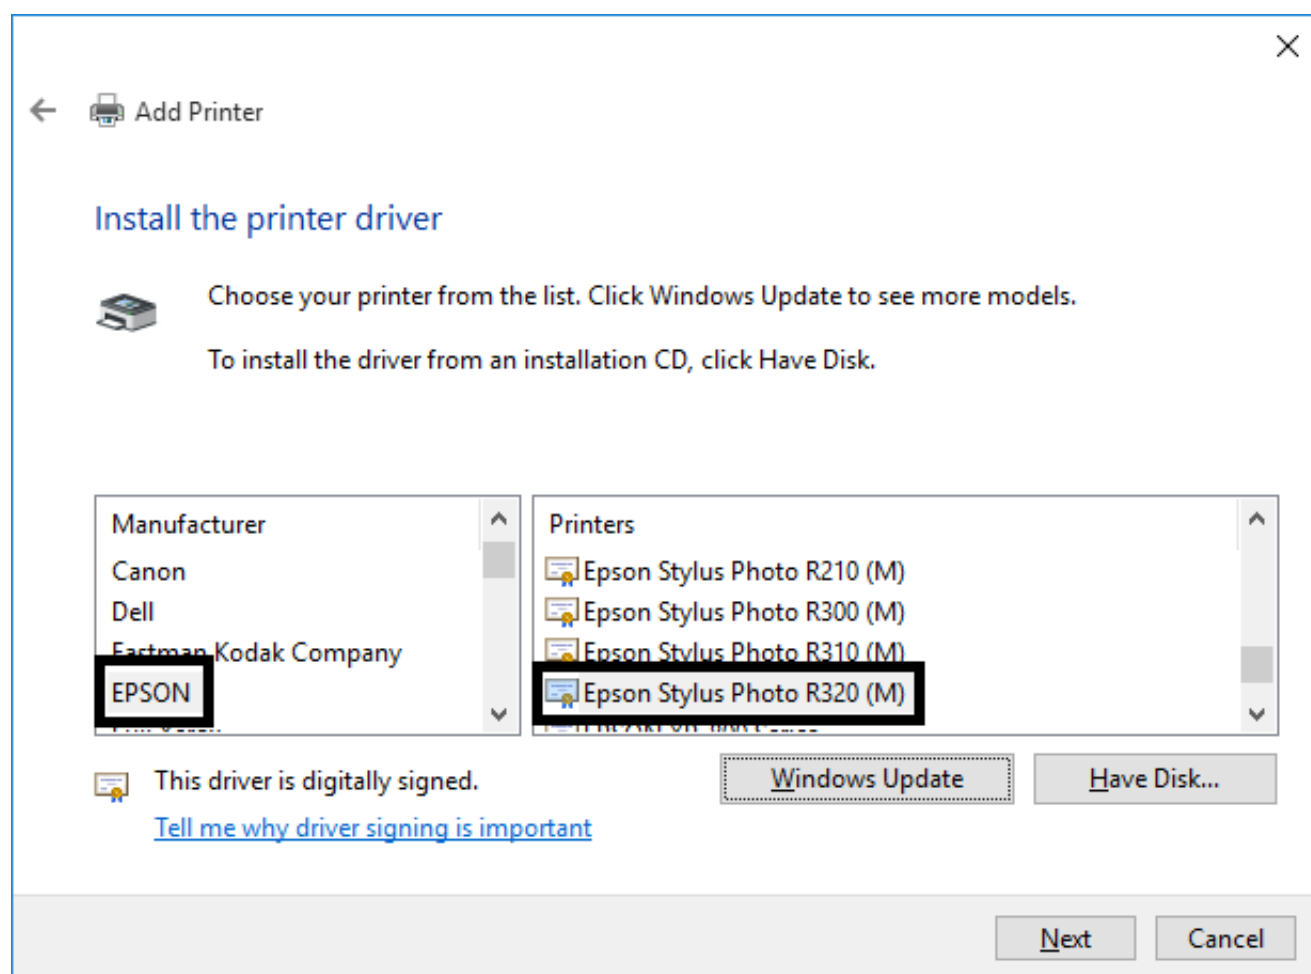 Add Printer
Install the printer driver
Choose your printer from the list. Click Windows Update to see more models.
To install the driver from an installation CD, click Have Disk.
Manufacturer
Canon
Dell
Eastman Kodak Company
EPSON
Printers
Epson Stylus Photo R210 (M)
Epson Stylus Photo R300 (M)
Epson Stylus Photo R310 (M)
Epson Stylus Photo R320 (M)
This driver is digitally signed.
Windows Update
Have Disk...
Tell me why driver signing is important
Next
Cancel